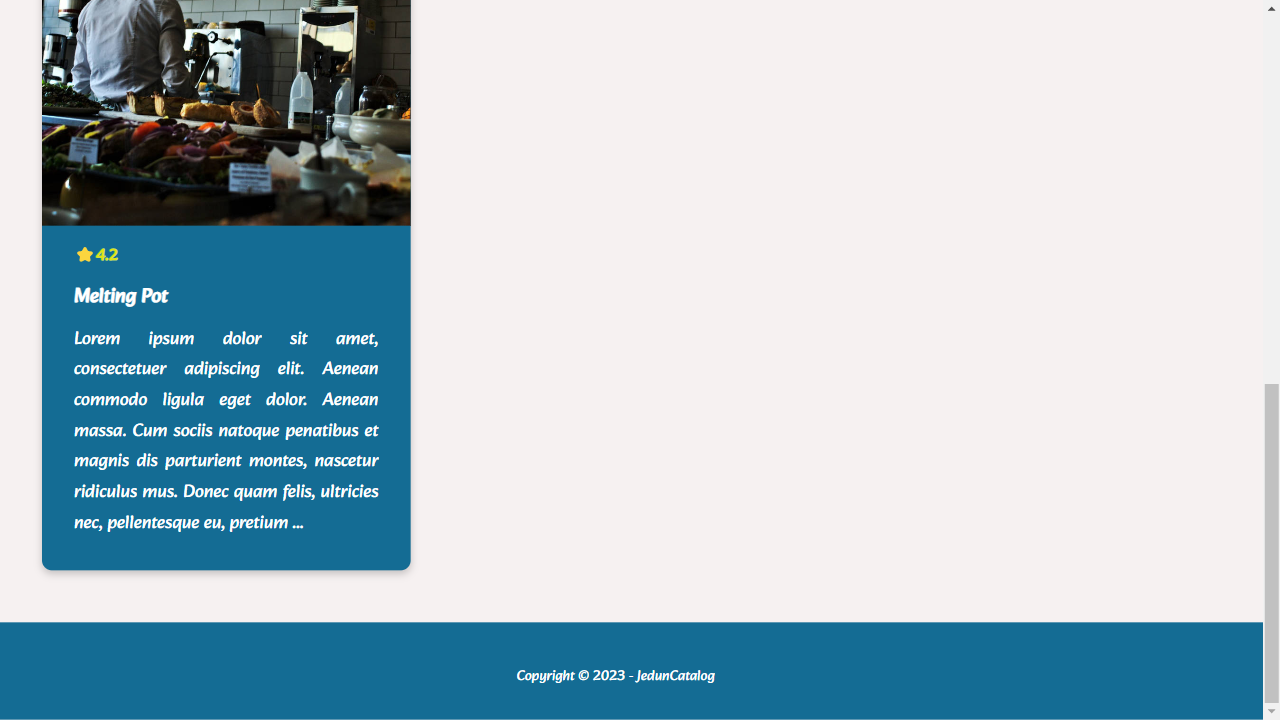 4.2
Melting Pot
Lorem ipsum dolor sit amet,
consectetuer adipiscing elit. Aenean
commodo ligula eget dolor. Aenean
massa. Cum sociis natoque penatibus et
magnis dis parturient montes, nascetur
ridiculus mus. Donec quam felis, ultricies
nec, pellentesque eu, pretium ...
Copyright © 2023 - JedunCatalog